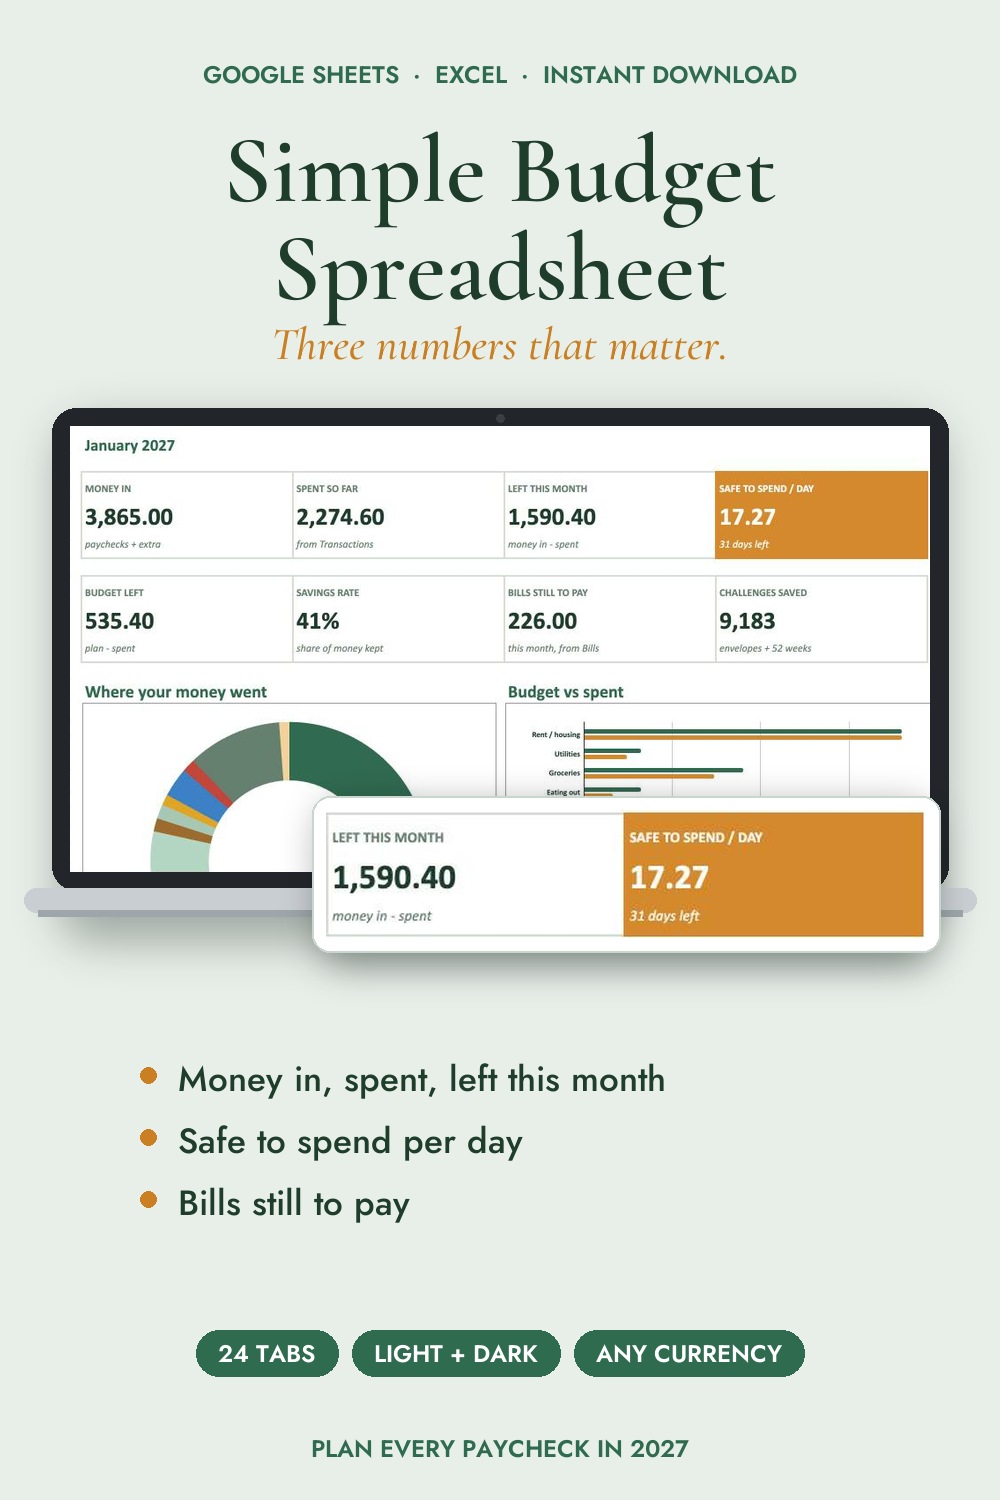 GOOGLE SHEETS · EXCEL · INSTANT DOWNLOAD
Simple Budget
Spreadsheet
Three numbers that matter.
January 2027
MONEY IN
3,865.00
paychecks + extra
SPENT SO FAR
2,274.60
from Transactions
LEFT THIS MONTH
1,590.40
money in - spent
SAFE TO SPEND / DAY
17.27
31 days left
BUDGET LEFT
535.40
plan - spent
SAVINGS RATE
41%
share of money kept
BILLS STILL TO PAY
226.00
this month, from Bills
CHALLENGES SAVED
9,183
envelopes + 52 weeks
Where your money went
Budget vs spent
Rent / housing
Utilities
Groceries
Eating out
LEFT THIS MONTH
1,590.40
money in - spent
SAFE TO SPEND / DAY
17.27
31 days left
Money in, spent, left this month
Safe to spend per day
Bills still to pay
24 TABS
LIGHT + DARK
ANY CURRENCY
PLAN EVERY PAYCHECK IN 2027